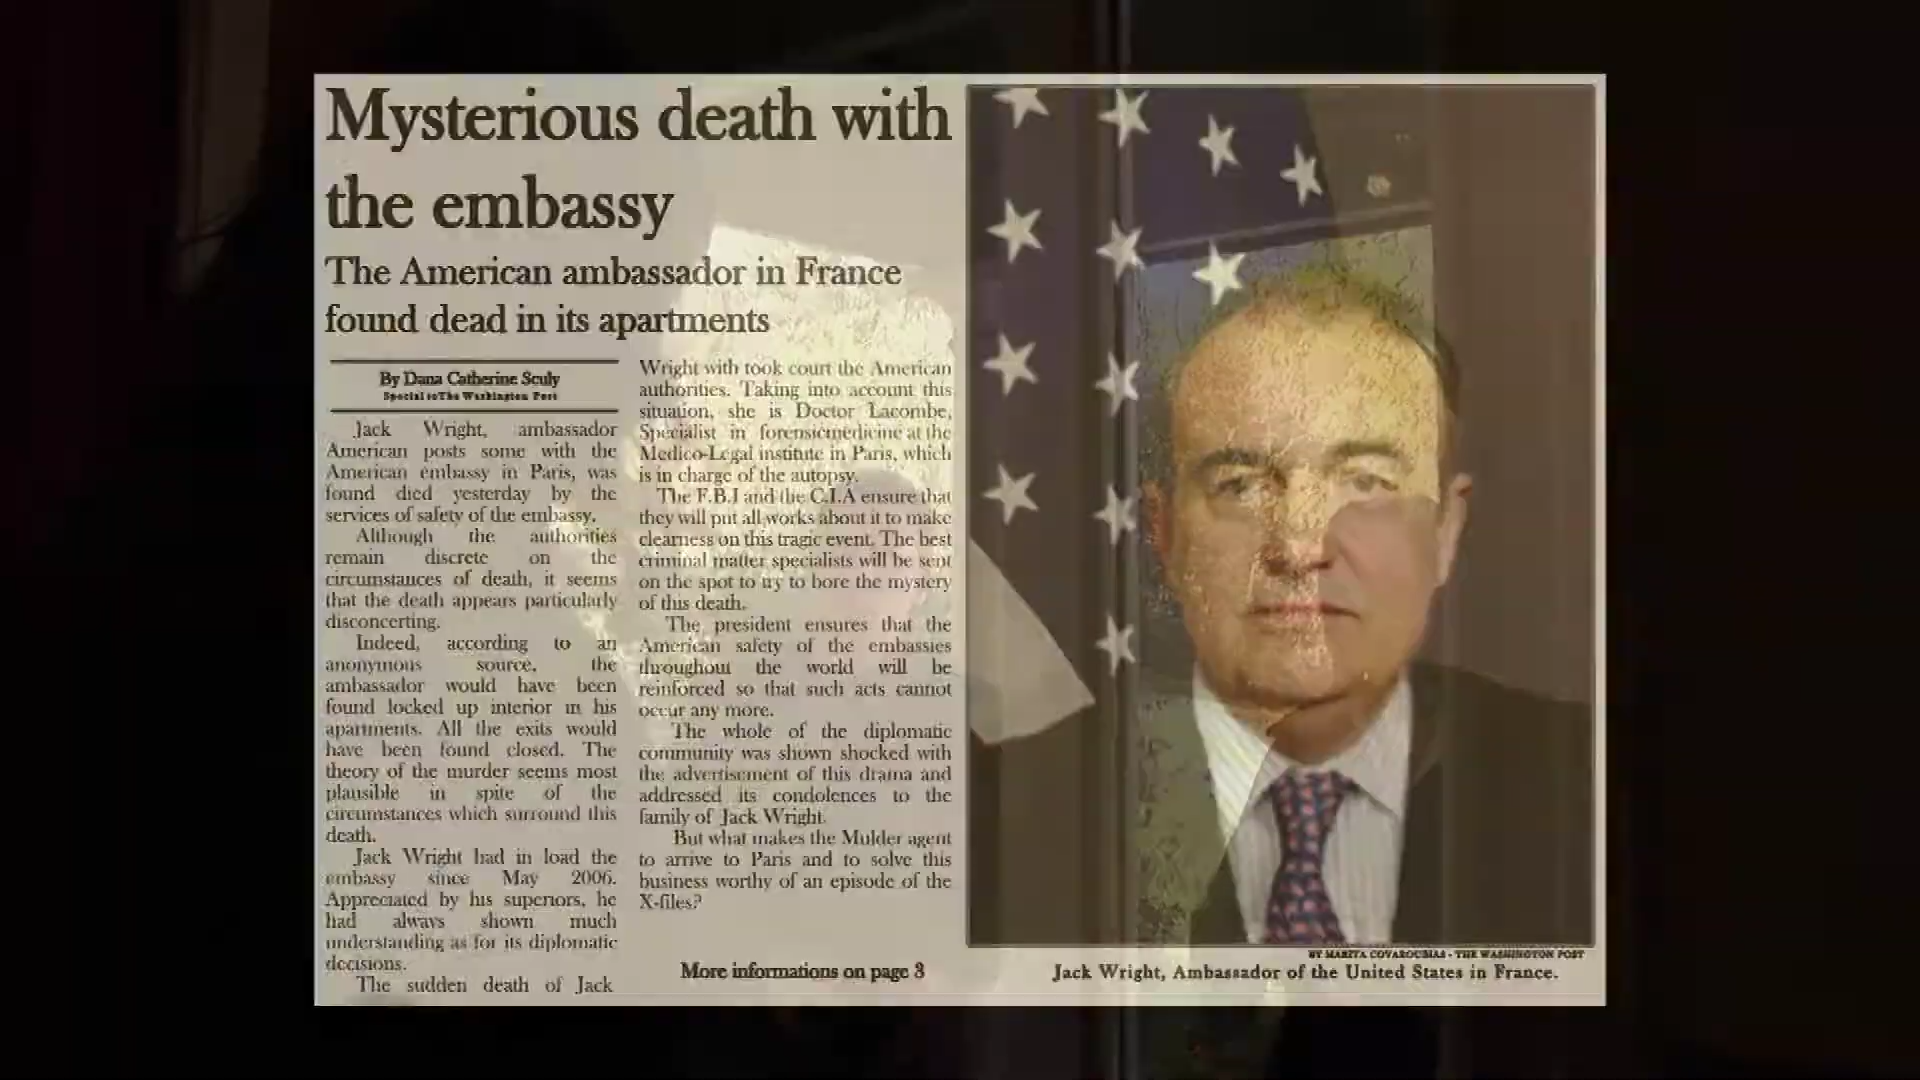 Mysterious death with
the embassy
The American ambassador in France
found dead in its apartments
By Dana Catherine Sculy
Special to The Washington Post
Jack Wright, ambassador
American posts some with the
American embassy in Paris, was
found died yesterday by the
services of safety of the embassy.
Although the authorities
remain discrete on the
circumstances of death, it seems
that the death appears particularly
disconcerting.
Indeed, according to an
anonymous source, the
ambassador would have been
found locked up interior in his
apartments. All the exits would
have been found closed. The
theory of the murder seems most
plausible in spite of the
circumstances which surround this
death.
Jack Wright had in load the
embassy since May 2006.
Appreciated by his superiors, he
had always shown much
understanding as for its diplomatic
decisions.
The sudden death of Jack
Wright with took court the American
authorities. Taking into account this
situation, she is Doctor Lacombe,
Specialist in forensicmedicine at the
Medico-Legal institute in Paris, which
is in charge of the autopsy.
The F.B.I and the C.I.A ensure that
they will put all works about it to make
clearness on this tragic event. The best
criminal matter specialists will be sent
on the spot to try to bore the mystery
of this death.
The president ensures that the
American safety of the embassies
throughout the world will be
reinforced so that such acts cannot
occur any more.
The whole of the diplomatic
community was shown shocked with
the advertisement of this drama and
addressed its condolences to the
family of Jack Wright.
But what makes the Mulder agent
to arrive to Paris and to solve this
business worthy of an episode of the
X-files?
More informations on page 3
BY MARITA COVAROUBIAS - THE WASHINGTON POST
Jack Wright, Ambassador of the United States in France.